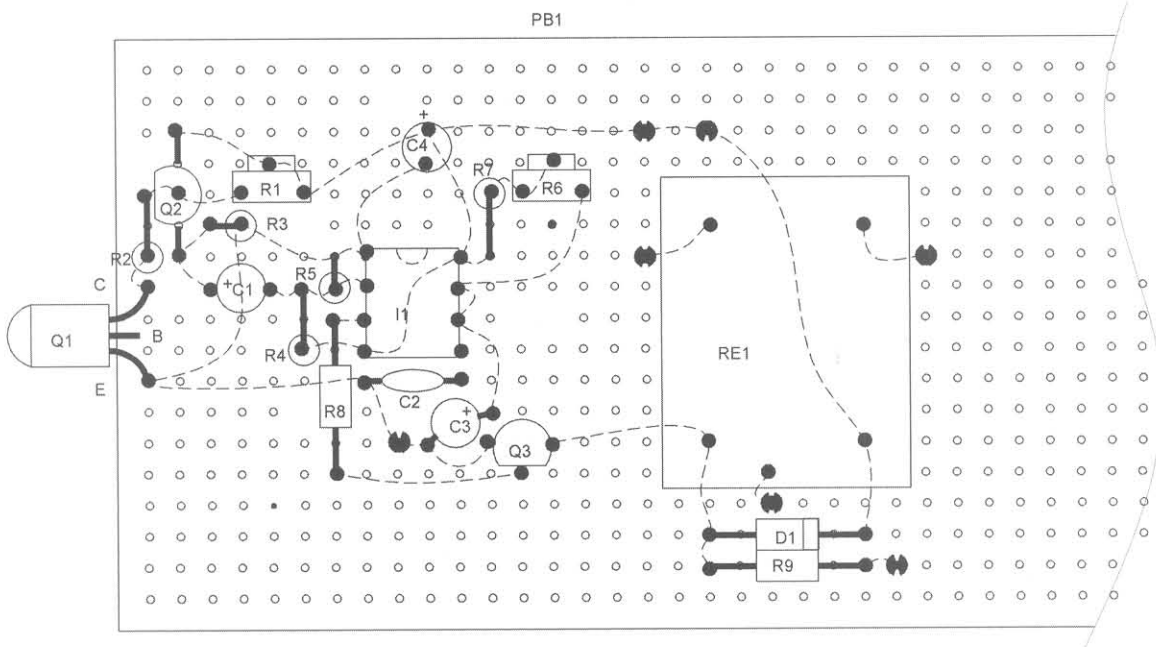 PB1
+
C4
R7
R1
R6
Q2
R3
R2
R5
C
+C1
I1
Q1
B
R4
RE1
E
C2
R8
+
C3
Q3
D1
R9